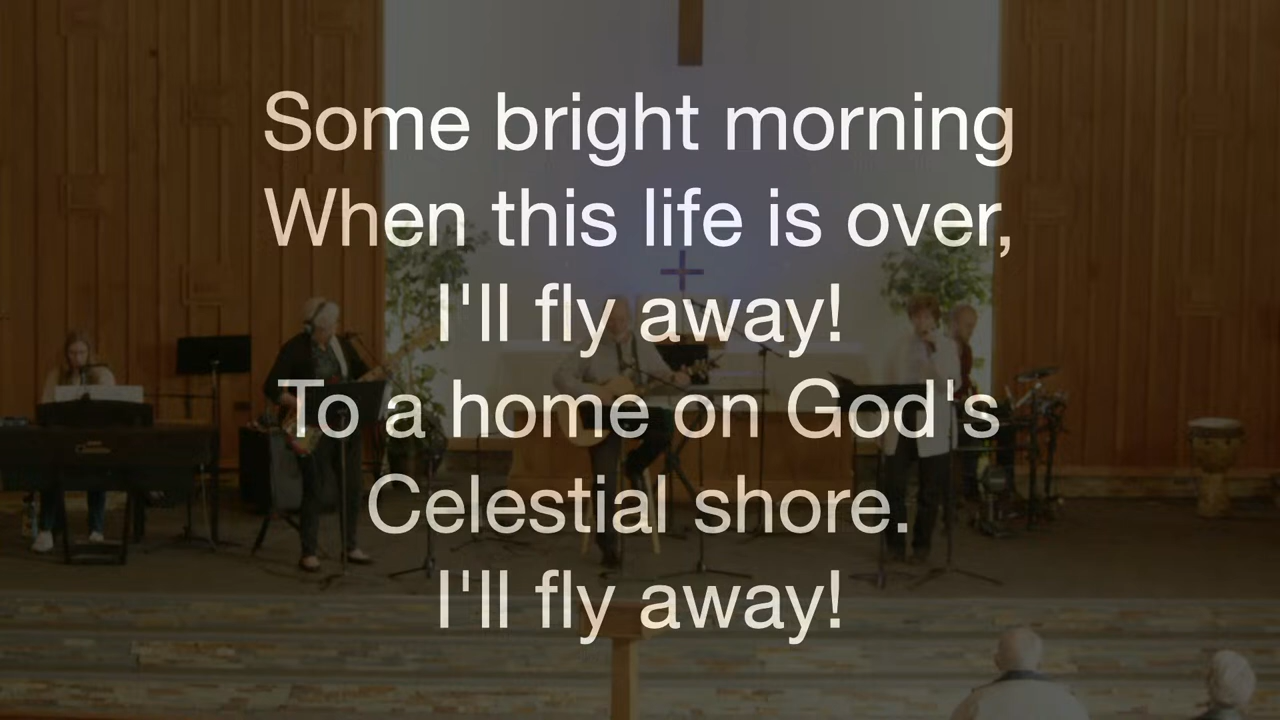 Some bright morning
When this life is over,
I'll fly away!
To a home on God's
Celestial shore.
I'll fly away!